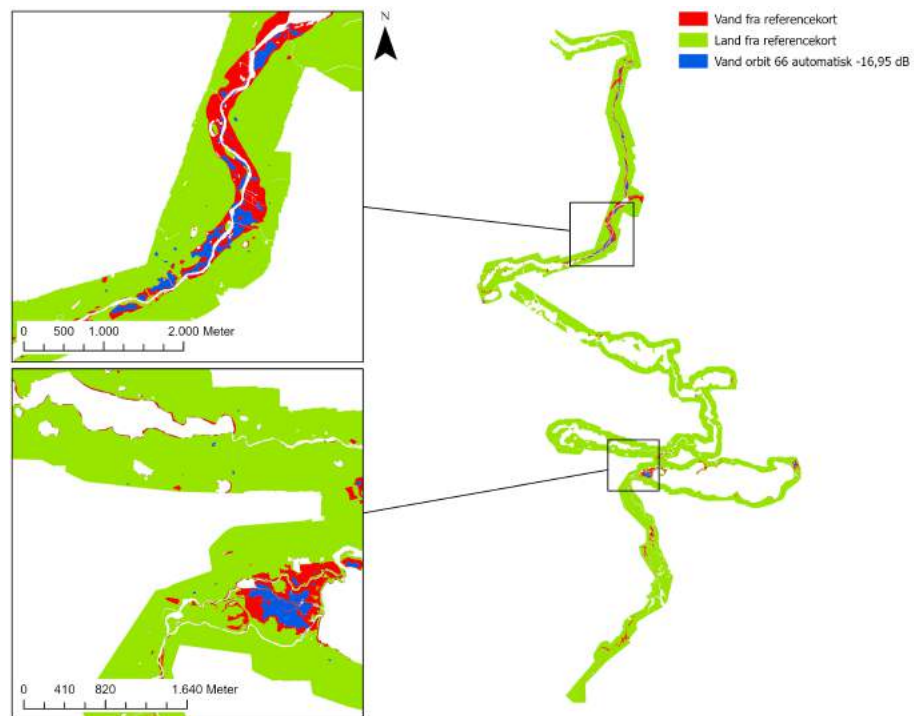 N
Vand fra referencekort
Land fra referencekort
Vand orbit 66 automatisk -16,95 dB
0 500 1.000 2.000 Meter
0 410 820 1.640 Meter